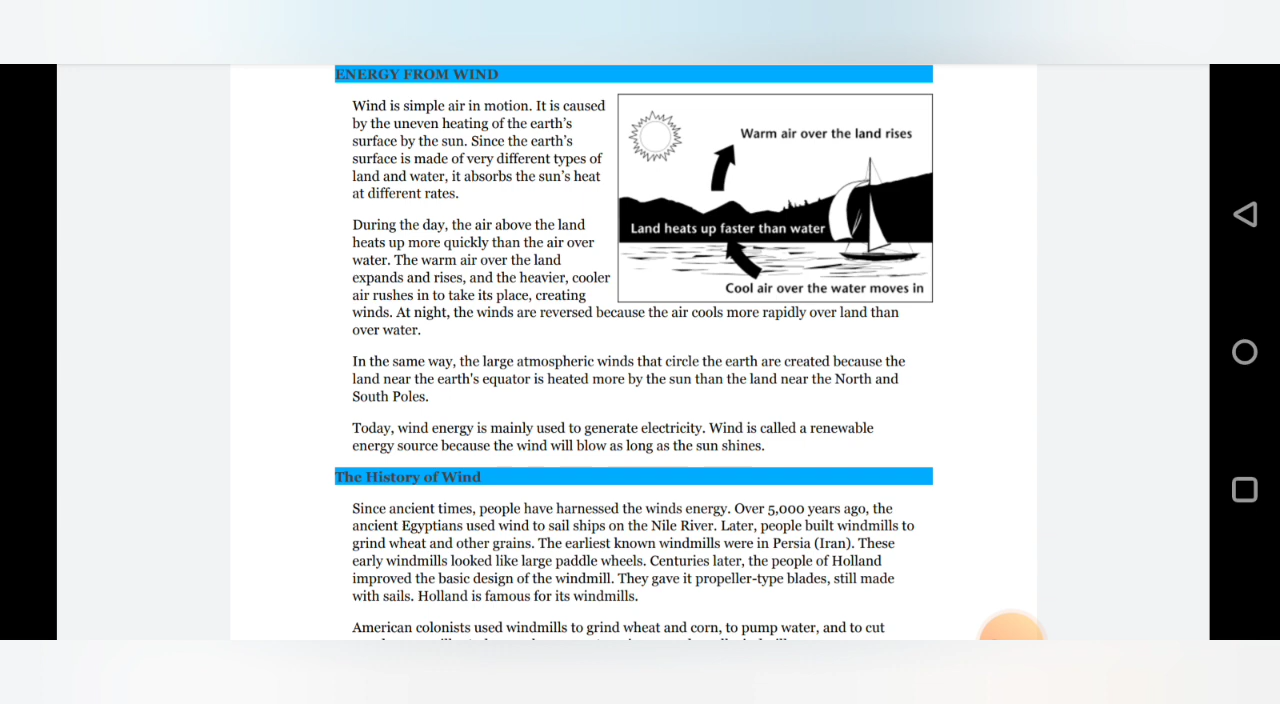 ENERGY FROM WIND
Wind is simple air in motion. It is caused
by the uneven heating of the earth's
surface by the sun. Since the earth's
surface is made of very different types of
land and water, it absorbs the sun's heat
at different rates.
During the day, the air above the land
heats up more quickly than the air over
water. The warm air over the land
expands and rises, and the heavier, cooler
air rushes in to take its place, creating
winds. At night, the winds are reversed because the air cools more rapidly over land than
over water.
Warm air over the land rises
Land heats up faster than water
Cool air over the water moves in
In the same way, the large atmospheric winds that circle the earth are created because the
land near the earth's equator is heated more by the sun than the land near the North and
South Poles.
Today, wind energy is mainly used to generate electricity. Wind is called a renewable
energy source because the wind will blow as long as the sun shines.
The History of Wind
Since ancient times, people have harnessed the winds energy. Over 5,000 years ago, the
ancient Egyptians used wind to sail ships on the Nile River. Later, people built windmills to
grind wheat and other grains. The earliest known windmills were in Persia (Iran). These
early windmills looked like large paddle wheels. Centuries later, the people of Holland
improved the basic design of the windmill. They gave it propeller-type blades, still made
with sails. Holland is famous for its windmills.
American colonists used windmills to grind wheat and corn, to pump water, and to cut